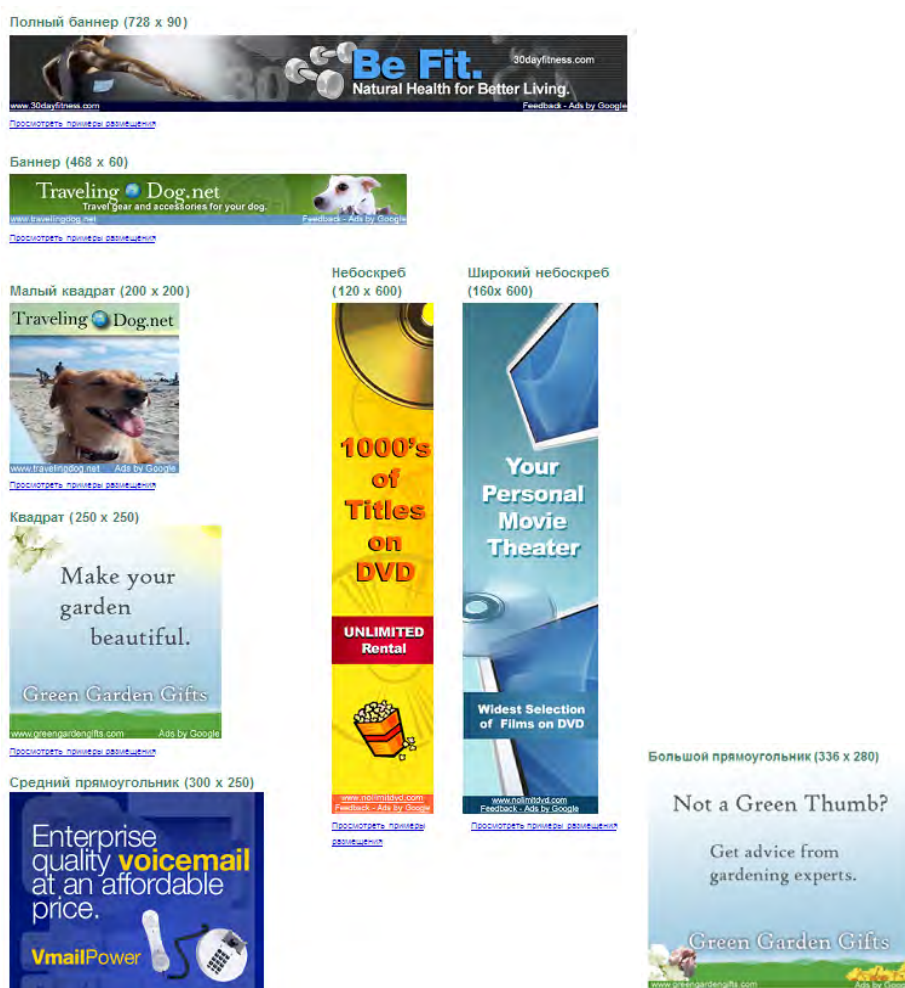 Полный баннер (728 x 90)
Be Fit.
30dayfitness.com
Natural Health for Better Living.
www.30dayfitness.com
Feedback - Ads by Google
Просмотреть примеры размещения
Баннер (468 x 60)
Traveling Dog.net
Travel gear and accessories for your dog.
www.travelingdog.net
Feedback - Ads by Google
Просмотреть примеры размещения
Малый квадрат (200 x 200)
Traveling Dog.net
www.travelingdog.net
Ads by Google
Просмотреть примеры размещения
Квадрат (250 x 250)
Make your
garden
beautiful.
Green Garden Gifts
www.greengardengifts.com
Ads by Google
Просмотреть примеры размещения
Средний прямоугольник (300 x 250)
Enterprise
quality voicemail
at an affordable
price.
VmailPower
Небоскреб
(120 x 600)
1000's
of
Titles
on
DVD
UNLIMITED
Rental
www.nolimitdvd.com
Feedback - Ads by Google
Просмотреть примеры
размещения
Широкий небоскреб
(160x 600)
Your
Personal
Movie
Theater
Widest Selection
of Films on DVD
www.nolimitdvd.com
Feedback - Ads by Google
Просмотреть примеры размещения
Большой прямоугольник (336 x 280)
Not a Green Thumb?
Get advice from
gardening experts.
Green Garden Gifts
www.greengardengifts.com
Ads by Google